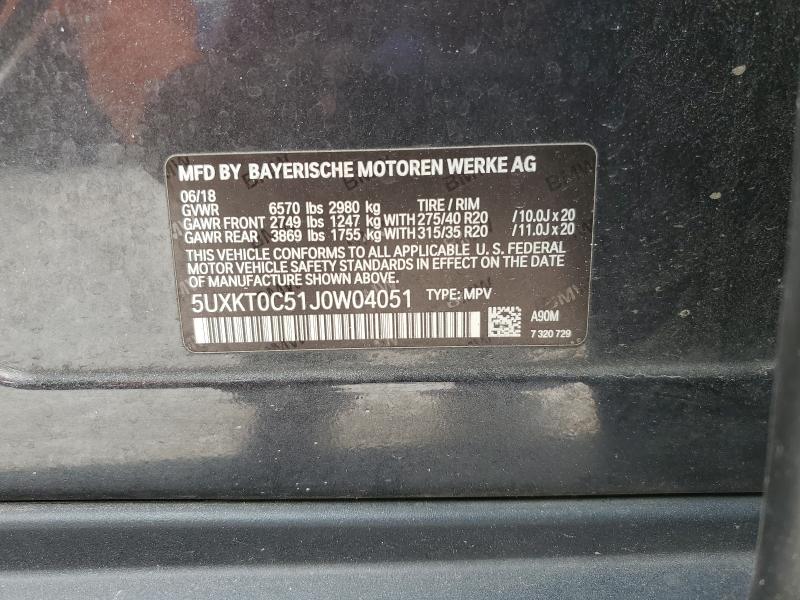 MFD BY BAYERISCHE MOTOREN WERKE AG
06/18
GVWR 6570 lbs 2980 kg TIRE / RIM
GAWR FRONT 2749 lbs 1247 kg WITH 275/40 R20 /10.0J x 20
GAWR REAR 3869 lbs 1755 kg WITH 315/35 R20 /11.0J x 20
THIS VEHICLE CONFORMS TO ALL APPLICABLE U. S. FEDERAL
MOTOR VEHICLE SAFETY STANDARDS IN EFFECT ON THE DATE
OF MANUFACTURE SHOWN ABOVE.
5UXKT0C51J0W04051 TYPE: MPV
A90M
7 320 729